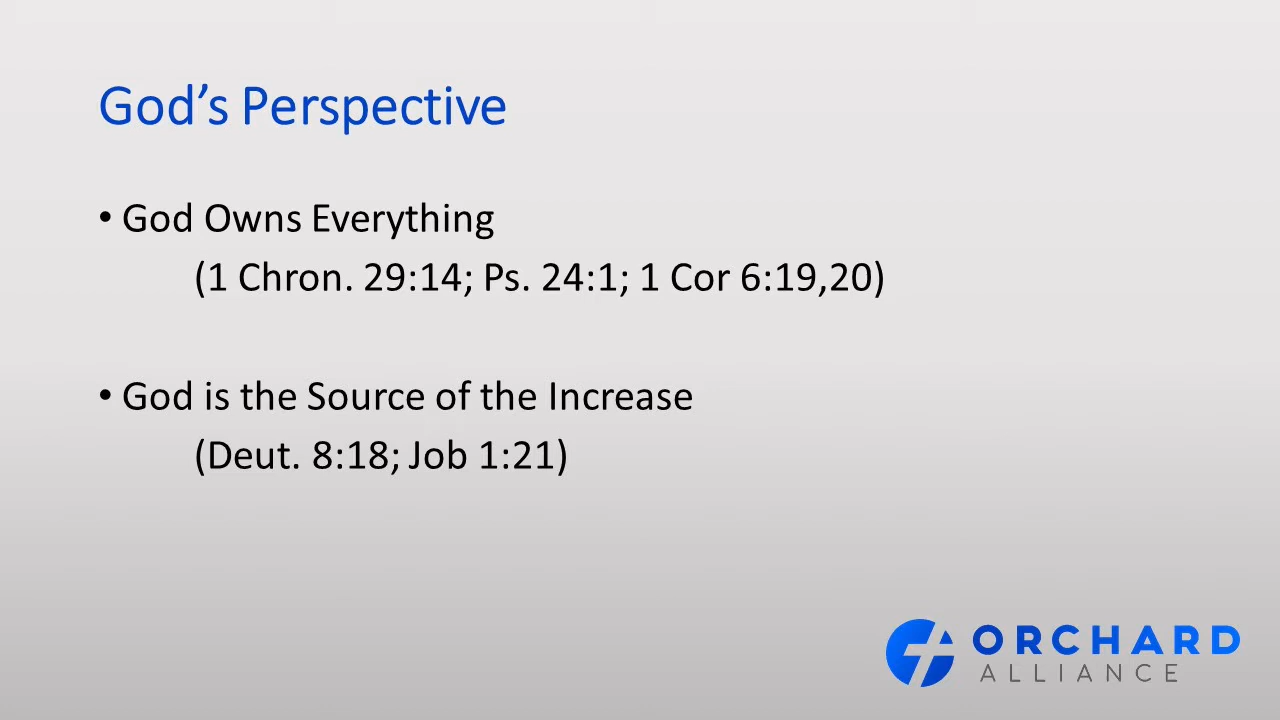 God’s Perspective
• God Owns Everything
(1 Chron. 29:14; Ps. 24:1; 1 Cor 6:19,20)
• God is the Source of the Increase
(Deut. 8:18; Job 1:21)
ORCHARD
ALLIANCE